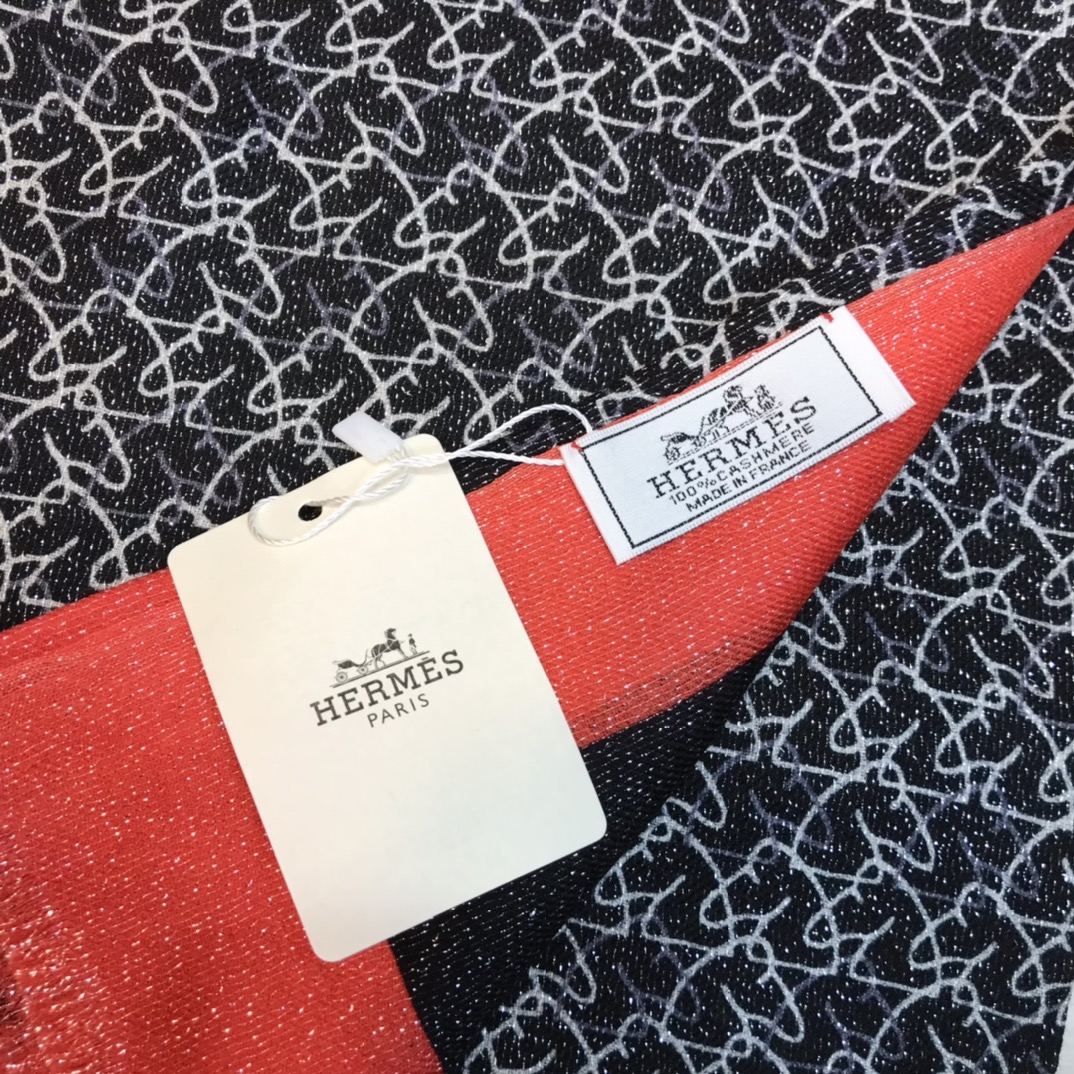 HERMES
100%CASHMERE
MADE IN FRANCE
HERMÈS
PARIS